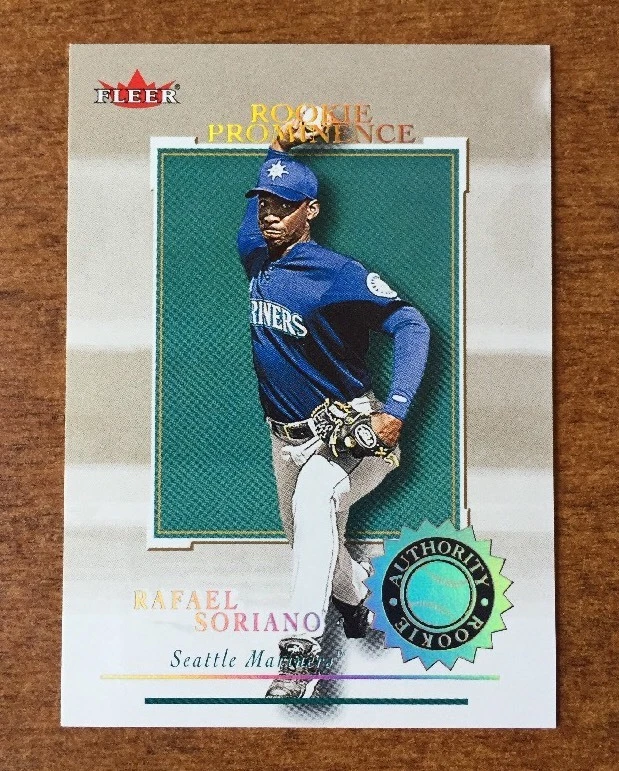 FLEER®
ROOKIE
PROMINENCE
RINERS
RAFAEL
SORIANO
Seattle Mariners
AUTHORITY
ROOKIE